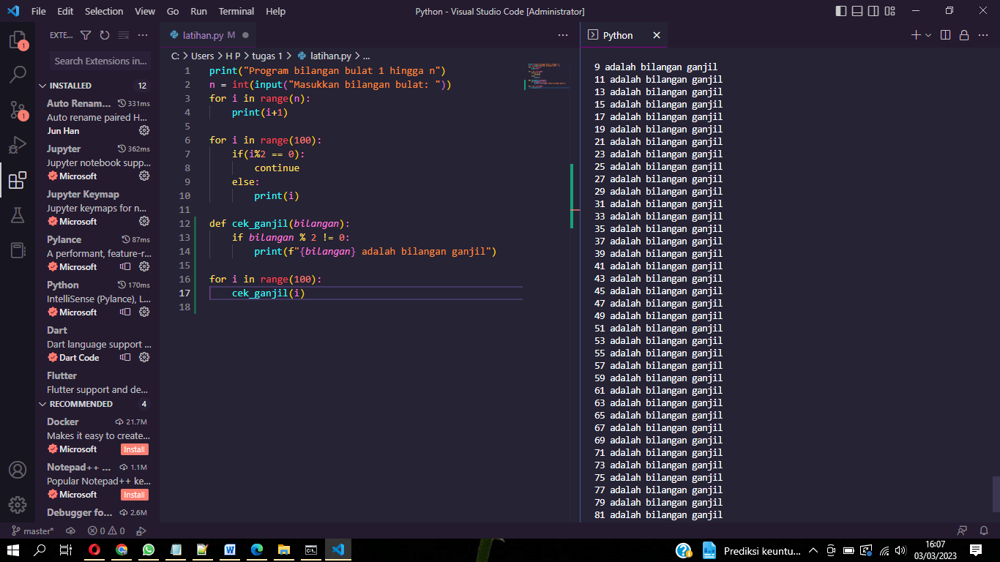 File Edit Selection View Go Run Terminal Help
Python - Visual Studio Code [Administrator]
EXTE...
Search Extensions in...
INSTALLED 12
Auto Renam... 331ms
Auto rename paired H...
Jun Han
Jupyter 362ms
Jupyter notebook supp...
Microsoft
Jupyter Keymap
Jupyter keymaps for n...
Microsoft
Pylance 87ms
A performant, feature-r...
Microsoft
Python 170ms
IntelliSense (Pylance), L...
Microsoft
Dart
Dart language support ...
Dart Code
Flutter
Flutter support and de...
RECOMMENDED 4
Docker 21.7M
Makes it easy to create...
Microsoft Install
Notepad++ ... 1.1M
Popular Notepad++ ke...
Microsoft Install
Debugger fo... 2.6M
1
1
latihan.py M
C: > Users > H P > tugas 1 > latihan.py > ...
1 print("Program bilangan bulat 1 hingga n")
2 n = int(input("Masukkan bilangan bulat: "))
3 for i in range(n):
4     print(i+1)
5
6 for i in range(100):
7     if(i%2 == 0):
8         continue
9     else:
10         print(i)
11
12 def cek_ganjil(bilangan):
13     if bilangan % 2 != 0:
14         print(f"{bilangan} adalah bilangan ganjil")
15
16 for i in range(100):
17     cek_ganjil(i)
18
Python
9 adalah bilangan ganjil
11 adalah bilangan ganjil
13 adalah bilangan ganjil
15 adalah bilangan ganjil
17 adalah bilangan ganjil
19 adalah bilangan ganjil
21 adalah bilangan ganjil
23 adalah bilangan ganjil
25 adalah bilangan ganjil
27 adalah bilangan ganjil
29 adalah bilangan ganjil
31 adalah bilangan ganjil
33 adalah bilangan ganjil
35 adalah bilangan ganjil
37 adalah bilangan ganjil
39 adalah bilangan ganjil
41 adalah bilangan ganjil
43 adalah bilangan ganjil
45 adalah bilangan ganjil
47 adalah bilangan ganjil
49 adalah bilangan ganjil
51 adalah bilangan ganjil
53 adalah bilangan ganjil
55 adalah bilangan ganjil
57 adalah bilangan ganjil
59 adalah bilangan ganjil
61 adalah bilangan ganjil
63 adalah bilangan ganjil
65 adalah bilangan ganjil
67 adalah bilangan ganjil
69 adalah bilangan ganjil
71 adalah bilangan ganjil
73 adalah bilangan ganjil
75 adalah bilangan ganjil
77 adalah bilangan ganjil
79 adalah bilangan ganjil
81 adalah bilangan ganjil
master* 0 0
Prediksi keuntu...
16:07
03/03/2023